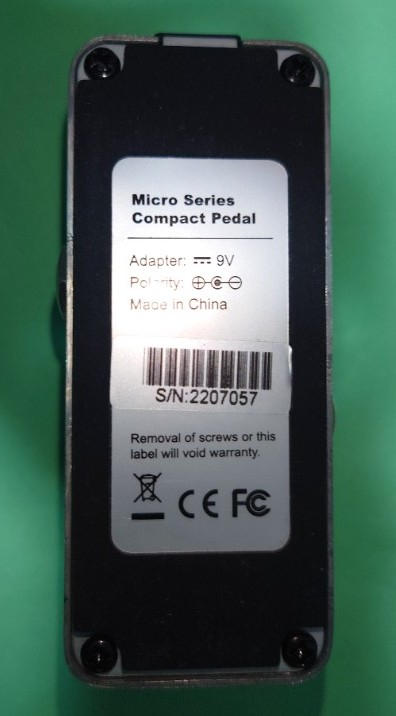 Micro Series
Compact Pedal
Adapter: ⎓ 9V
Polarity:
Made in China
S/N:2207057
Removal of screws or this
label will void warranty.
CE FC